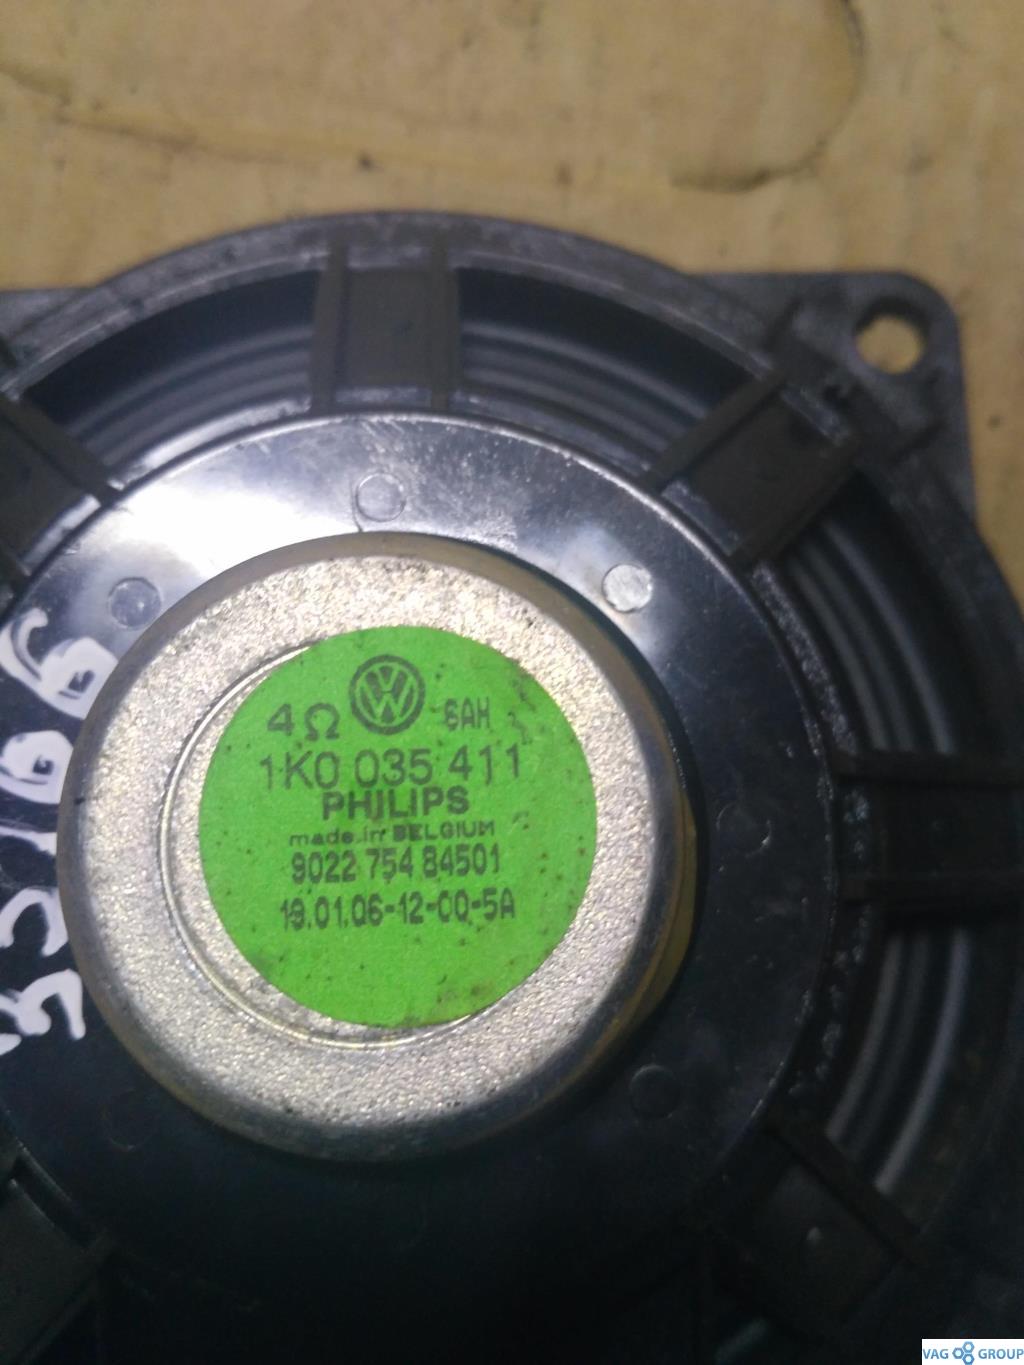 4Ω 6AH
1K0 035 411
PHILIPS
made in BELGIUM
9022 754 84501
19.01.06-12-00-5A
VAG GROUP